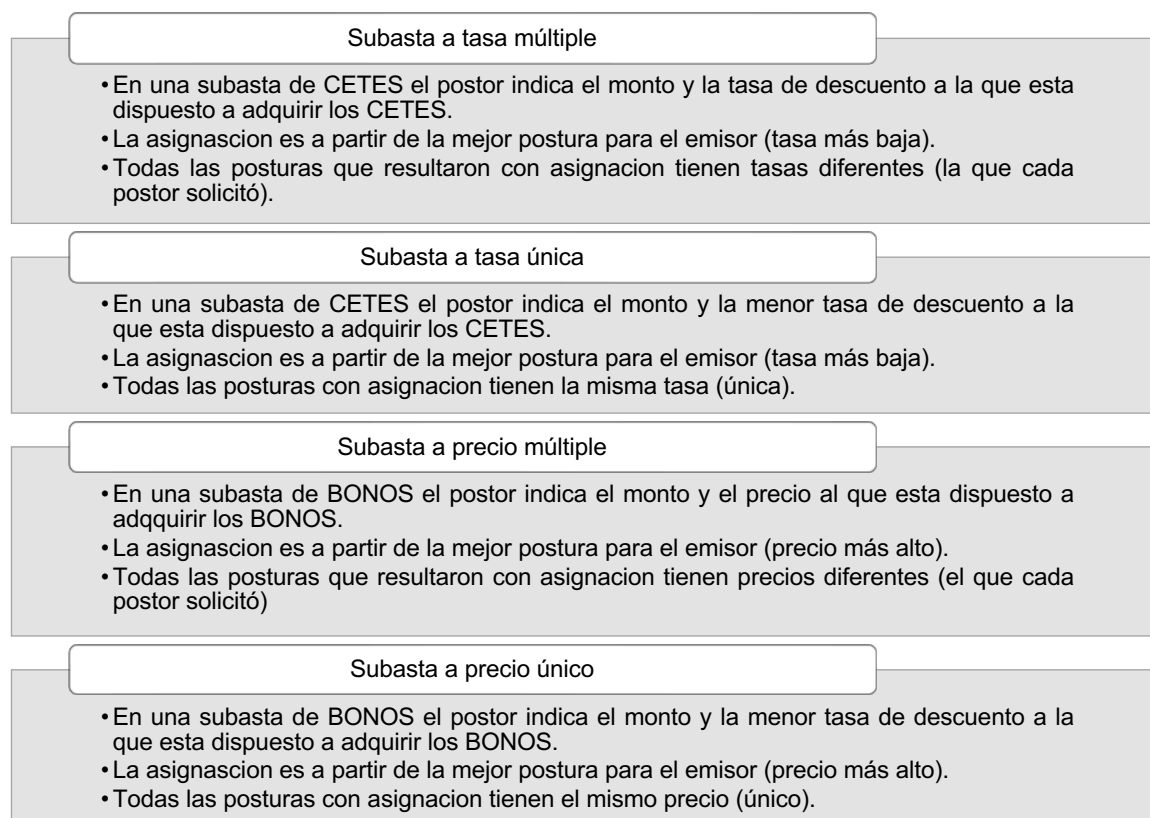 Subasta a tasa múltiple
•En una subasta de CETES el postor indica el monto y la tasa de descuento a la que esta
dispuesto a adquirir los CETES.
•La asignascion es a partir de la mejor postura para el emisor (tasa más baja).
•Todas las posturas que resultaron con asignacion tienen tasas diferentes (la que cada
postor solicitó).
Subasta a tasa única
•En una subasta de CETES el postor indica el monto y la menor tasa de descuento a la
que esta dispuesto a adquirir los CETES.
•La asignascion es a partir de la mejor postura para el emisor (tasa más baja).
•Todas las posturas con asignacion tienen la misma tasa (única).
Subasta a precio múltiple
•En una subasta de BONOS el postor indica el monto y el precio al que esta dispuesto a
adqquirir los BONOS.
•La asignascion es a partir de la mejor postura para el emisor (precio más alto).
•Todas las posturas que resultaron con asignacion tienen precios diferentes (el que cada
postor solicitó)
Subasta a precio único
•En una subasta de BONOS el postor indica el monto y la menor tasa de descuento a la
que esta dispuesto a adquirir los BONOS.
•La asignascion es a partir de la mejor postura para el emisor (precio más alto).
•Todas las posturas con asignacion tienen el mismo precio (único).